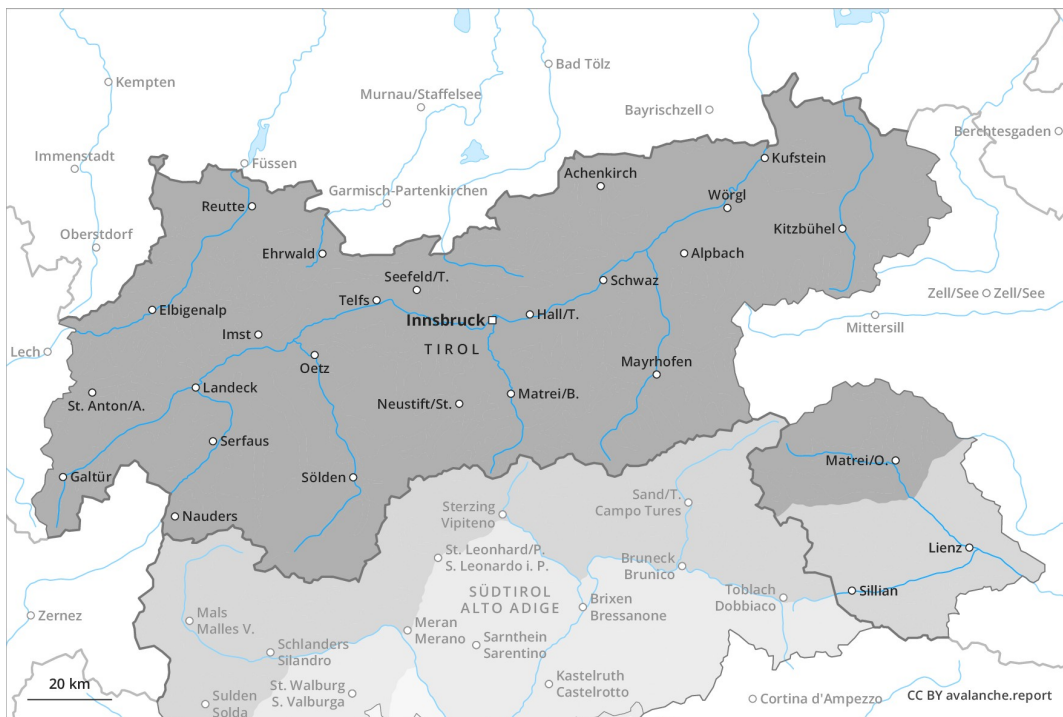 Kempten
Bad Tölz
Murnau/Staffelsee
Bayrischzell
Berchtesgaden
Immenstadt
Füssen
Kufstein
Garmisch-Partenkirchen
Achenkirch
Reutte
Wörgl
Oberstdorf
Kitzbühel
Ehrwald
Alpbach
Seefeld/T.
Schwaz
Zell/See
Zell/See
Telfs
Elbigenalp
Innsbruck
Hall/T.
Mittersill
Imst
TIROL
Lech
Oetz
Mayrhofen
Landeck
St. Anton/A.
Neustift/St.
Matrei/B.
Serfaus
Matrei/O.
Galtür
Sölden
Sand/T.
Campo Tures
Sterzing
Vipiteno
Nauders
Lienz
St. Leonhard/P.
S. Leonardo i. P.
Bruneck
Brunico
SÜDTIROL
ALTO ADIGE
Toblach
Dobbiaco
Sillian
Brixen
Bressanone
Zernez
Mals
Malles V.
Meran
Merano
Sarnthein
Sarentino
Schlanders
Silandro
Kastelruth
Castelrotto
20 km
St. Walburg
S. Valburga
Sulden
Solda
Cortina d'Ampezzo
CC BY avalanche.report